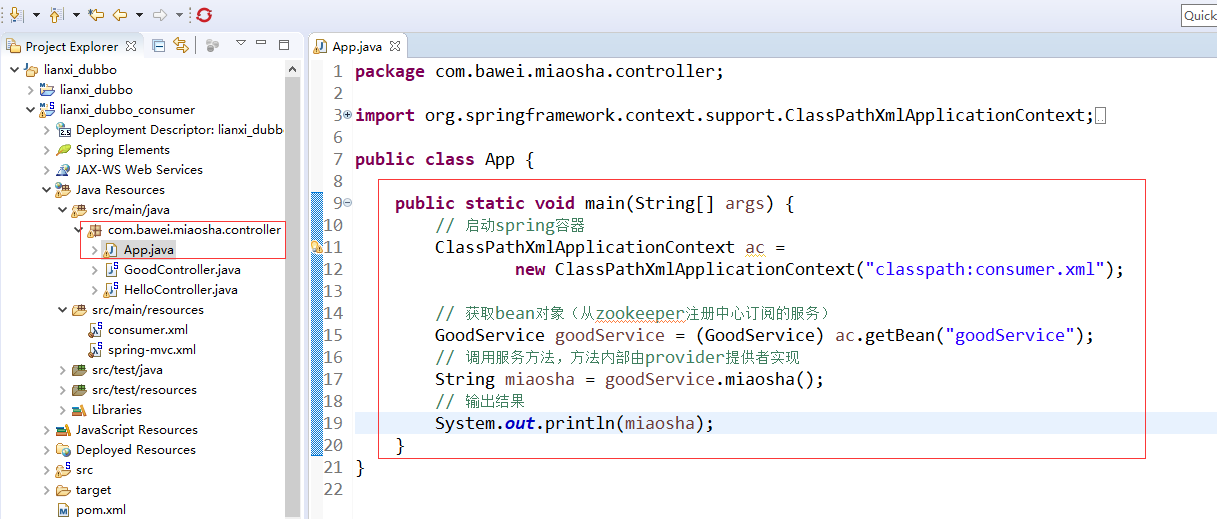 Quick
Project Explorer
lianxi_dubbo
lianxi_dubbo
lianxi_dubbo_consumer
Deployment Descriptor: lianxi_dubb
Spring Elements
JAX-WS Web Services
Java Resources
src/main/java
com.bawei.miaosha.controller
App.java
GoodController.java
HelloController.java
src/main/resources
consumer.xml
spring-mvc.xml
src/test/java
src/test/resources
Libraries
JavaScript Resources
Deployed Resources
src
target
pom.xml
App.java
1 package com.bawei.miaosha.controller;
2
3 import org.springframework.context.support.ClassPathXmlApplicationContext;
6
7 public class App {
8
9 public static void main(String[] args) {
10 // 启动spring容器
11 ClassPathXmlApplicationContext ac =
12 new ClassPathXmlApplicationContext("classpath:consumer.xml");
13
14 // 获取bean对象（从zookeeper注册中心订阅的服务）
15 GoodService goodService = (GoodService) ac.getBean("goodService");
16 // 调用服务方法，方法内部由provider提供者实现
17 String miaosha = goodService.miaosha();
18 // 输出结果
19 System.out.println(miaosha);
20 }
21 }
22